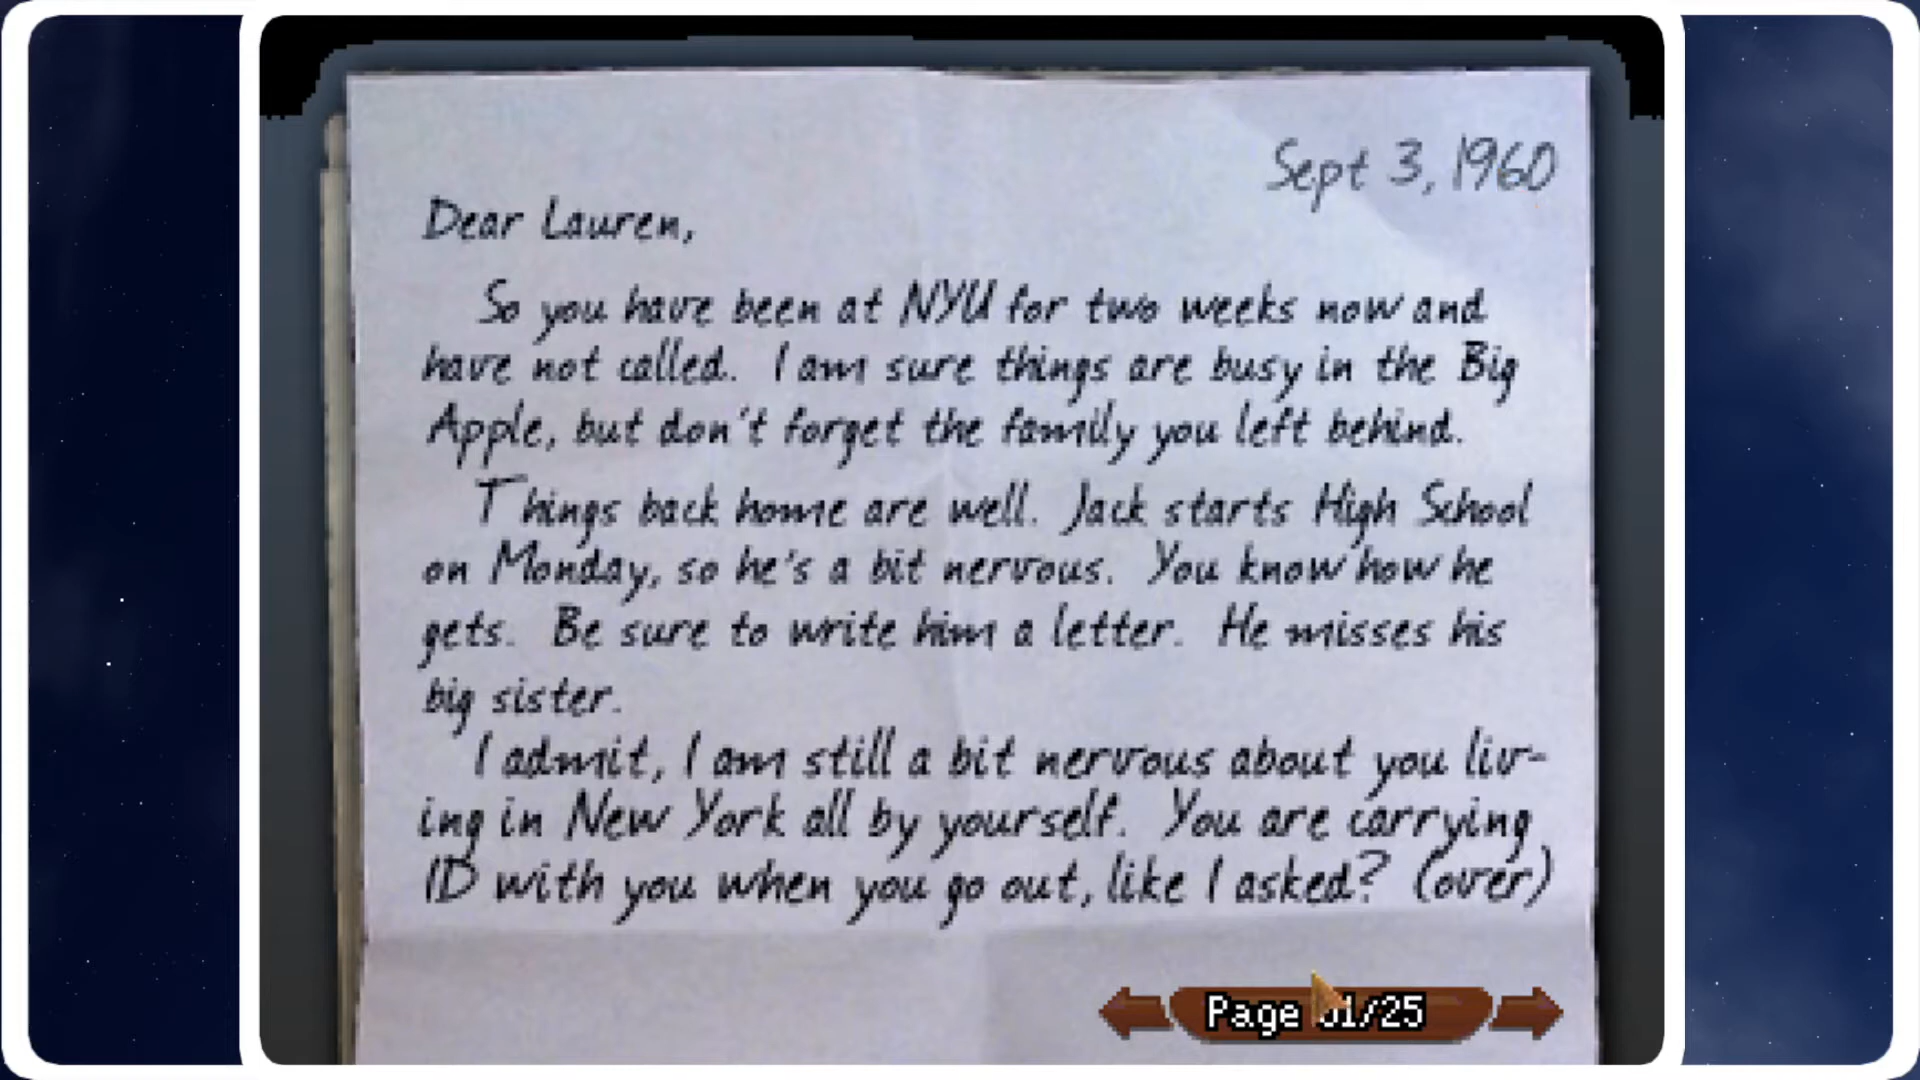 Sept 3, 1960
Dear Lauren,
So you have been at NYU for two weeks now and
have not called. I am sure things are busy in the Big
Apple, but don't forget the family you left behind.
Things back home are well. Jack starts High School
on Monday, so he's a bit nervous. You know how he
gets. Be sure to write him a letter. He misses his
big sister.
I admit, I am still a bit nervous about you liv-
ing in New York all by yourself. You are carrying
ID with you when you go out, like I asked? (over)
Page 01/25